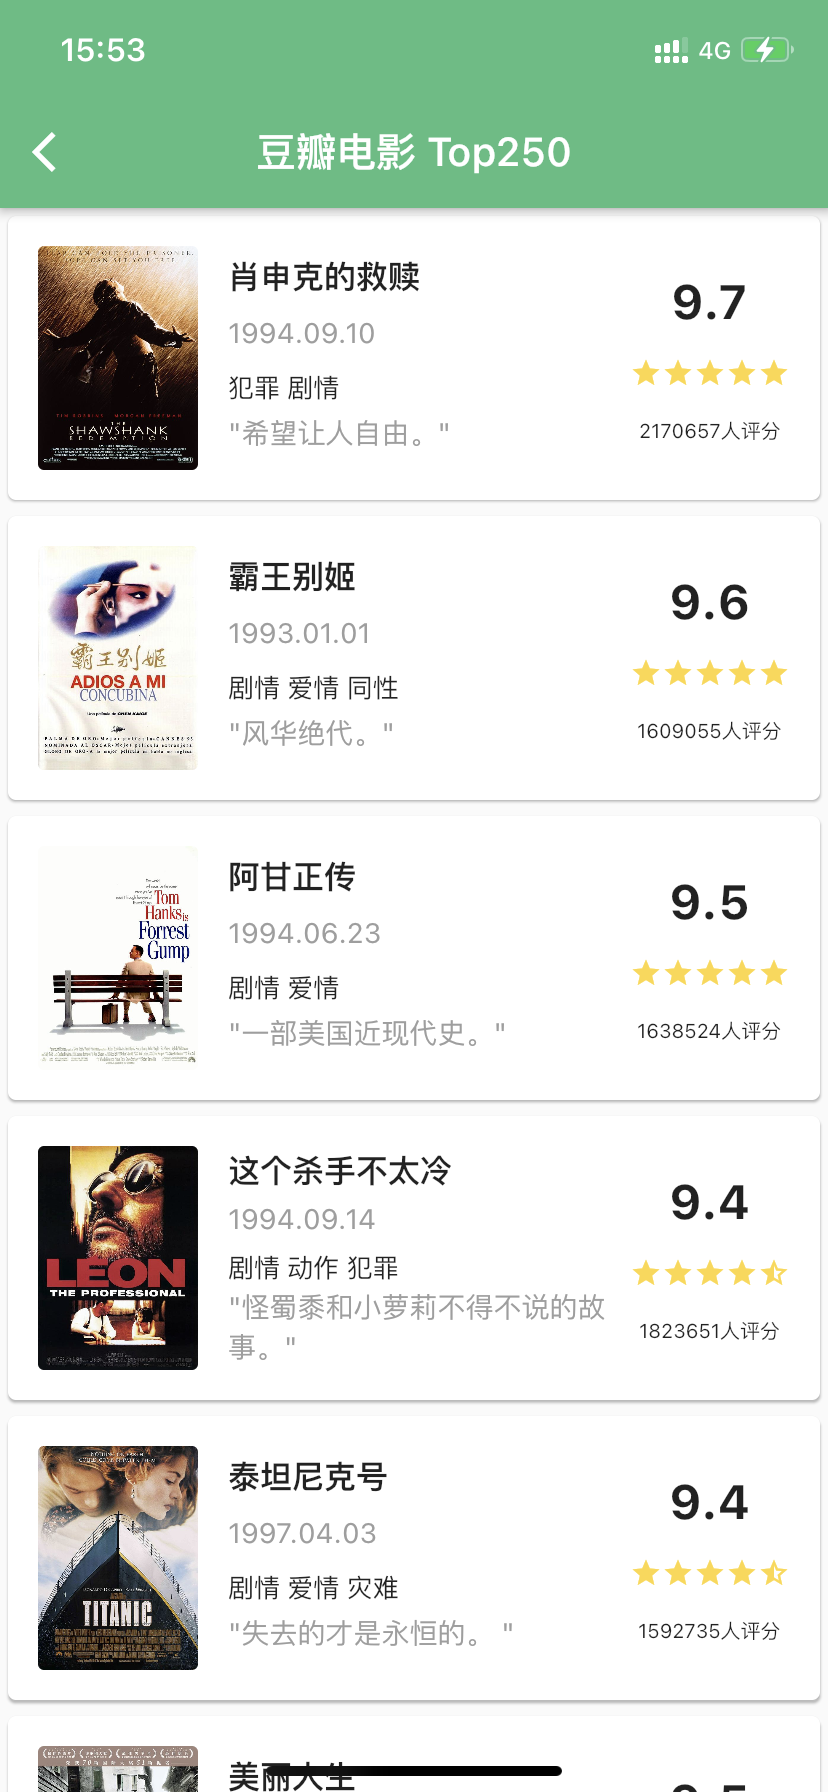 15:53
4G
豆瓣电影 Top250
肖申克的救赎
1994.09.10
犯罪 剧情
"希望让人自由。"
9.7
2170657人评分
TIM ROBBINS MORGAN FREEMAN
THE
SHAWSHANK
REDEMPTION
霸王别姬
1993.01.01
剧情 爱情 同性
"风华绝代。"
9.6
1609055人评分
霸王别姬
ADIOS A MI
CONCUBINA
Una película de CHEN KAIGE
阿甘正传
1994.06.23
剧情 爱情
"一部美国近现代史。"
9.5
1638524人评分
Tom
Hanks is
Forrest
Gump
这个杀手不太冷
1994.09.14
剧情 动作 犯罪
"怪蜀黍和小萝莉不得不说的故
事。"
9.4
1823651人评分
LEON
THE PROFESSIONAL
泰坦尼克号
1997.04.03
剧情 爱情 灾难
"失去的才是永恒的。"
9.4
1592735人评分
TITANIC
美丽人生